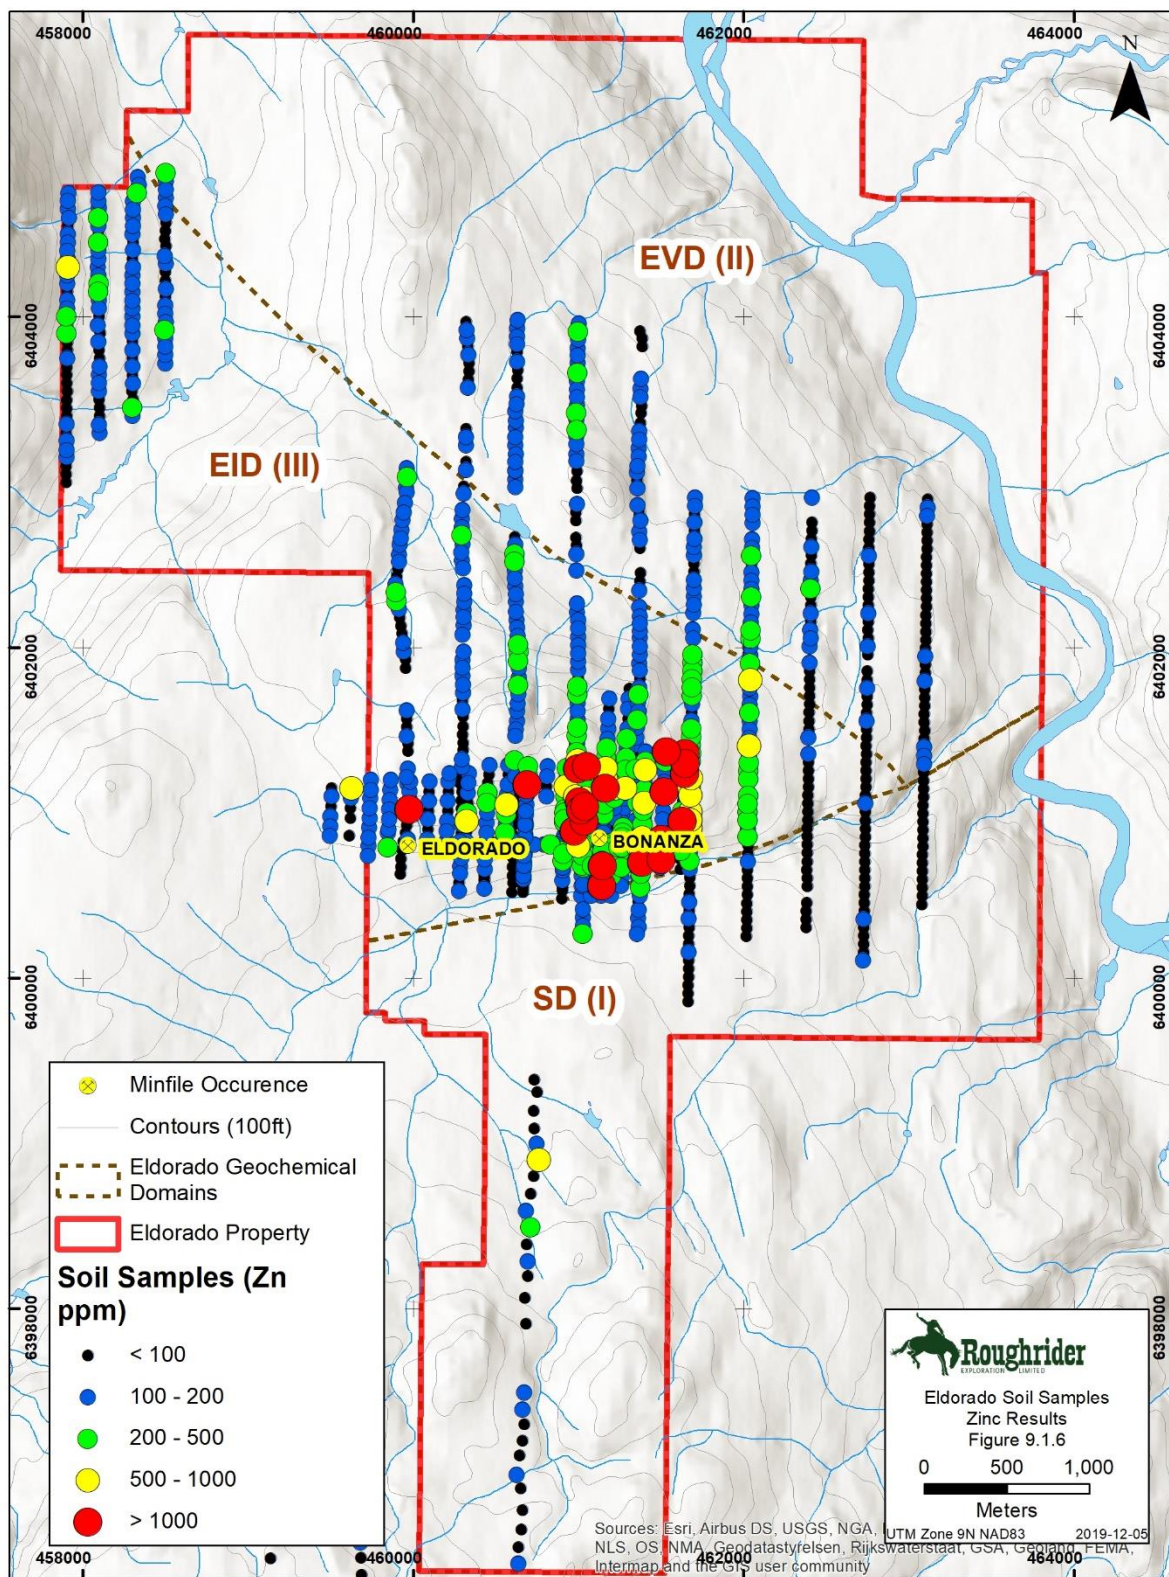 458000
460000
462000
464000
N
EVD (II)
6404000
6404000
EID (III)
6402000
6402000
ELDORADO
BONANZA
6400000
6400000
SD (I)
Minfile Occurence
Contours (100ft)
Eldorado Geochemical
Domains
Eldorado Property
Soil Samples (Zn
ppm)
< 100
100 - 200
200 - 500
500 - 1000
> 1000
6398000
6398000
Roughrider
EXPLORATION LIMITED
Eldorado Soil Samples
Zinc Results
Figure 9.1.6
0 500 1,000
Meters
UTM Zone 9N NAD83 2019-12-05
Sources: Esri, Airbus DS, USGS, NGA,
NLS, OS, NMA, Geodatastyrelsen, Rijkswaterstaat, GSA, Geoland, FEMA,
Intermap and the GIS user community
458000
460000
462000
464000